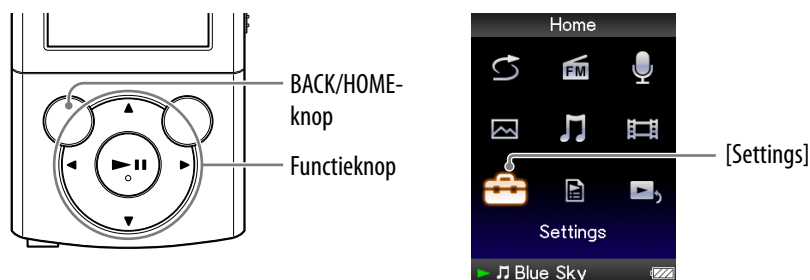 BACK/HOME-
knop
Functieknop
Home
FM
[Settings]
Settings
Blue Sky